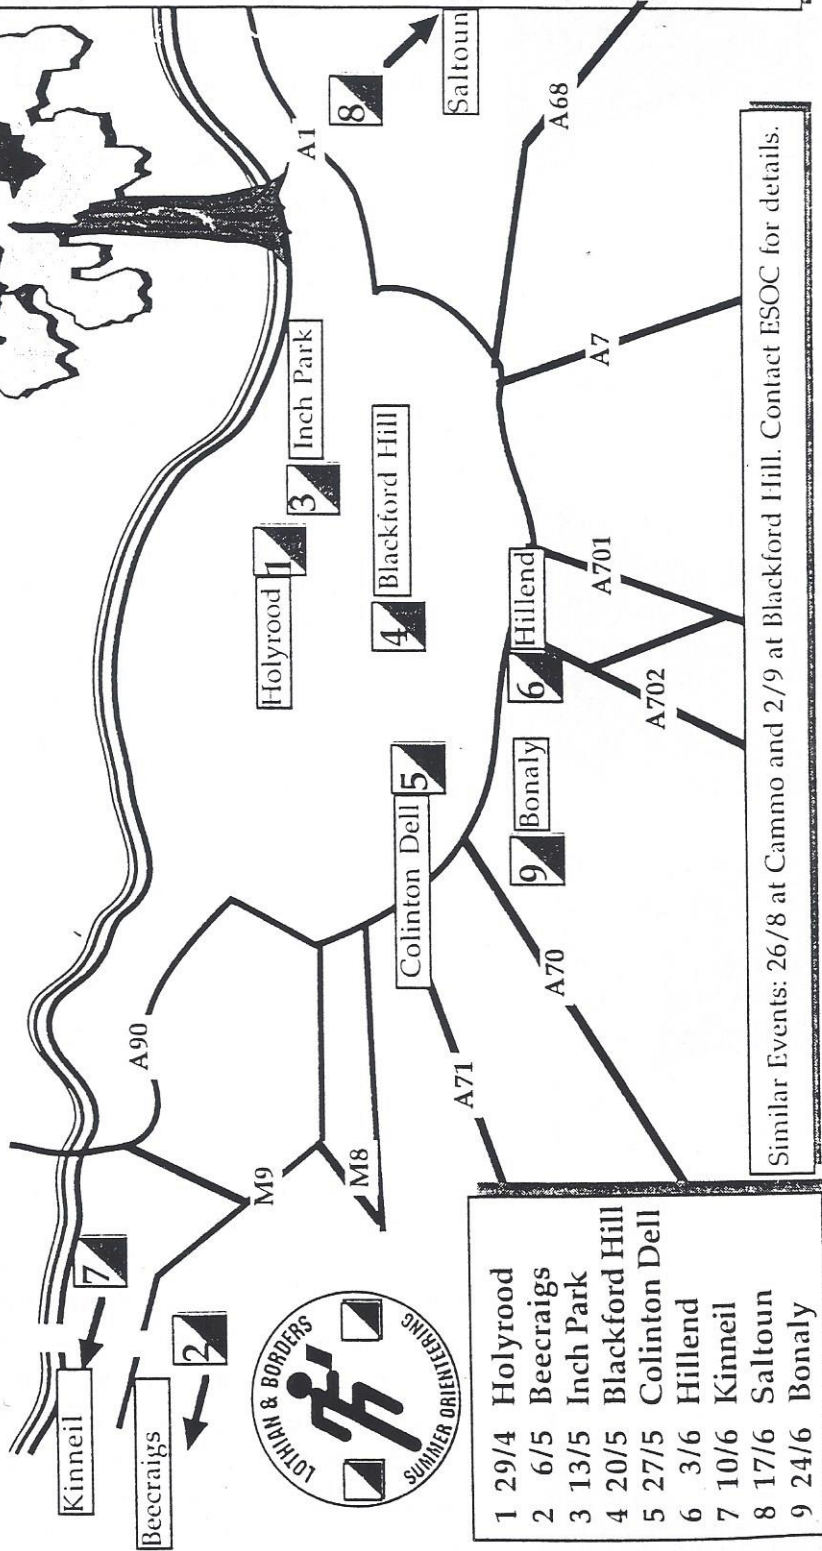 Kinneil
7
Beecraigs
2
A90
M9
M8
A71
A70
Colinton Dell
5
Holyrood
1
3
Inch Park
4
Blackford Hill
9
Bonaly
6
Hillend
A702
A701
A7
A68
A1
8
Saltoun
LOTHIAN & BORDERS
SUMMER ORIENTEERING
1 29/4 Holyrood
2 6/5 Beecraigs
3 13/5 Inch Park
4 20/5 Blackford Hill
5 27/5 Colinton Dell
6 3/6 Hillend
7 10/6 Kinneil
8 17/6 Saltoun
9 24/6 Bonaly
Similar Events: 26/8 at Cammo and 2/9 at Blackford Hill. Contact ESOC for details.